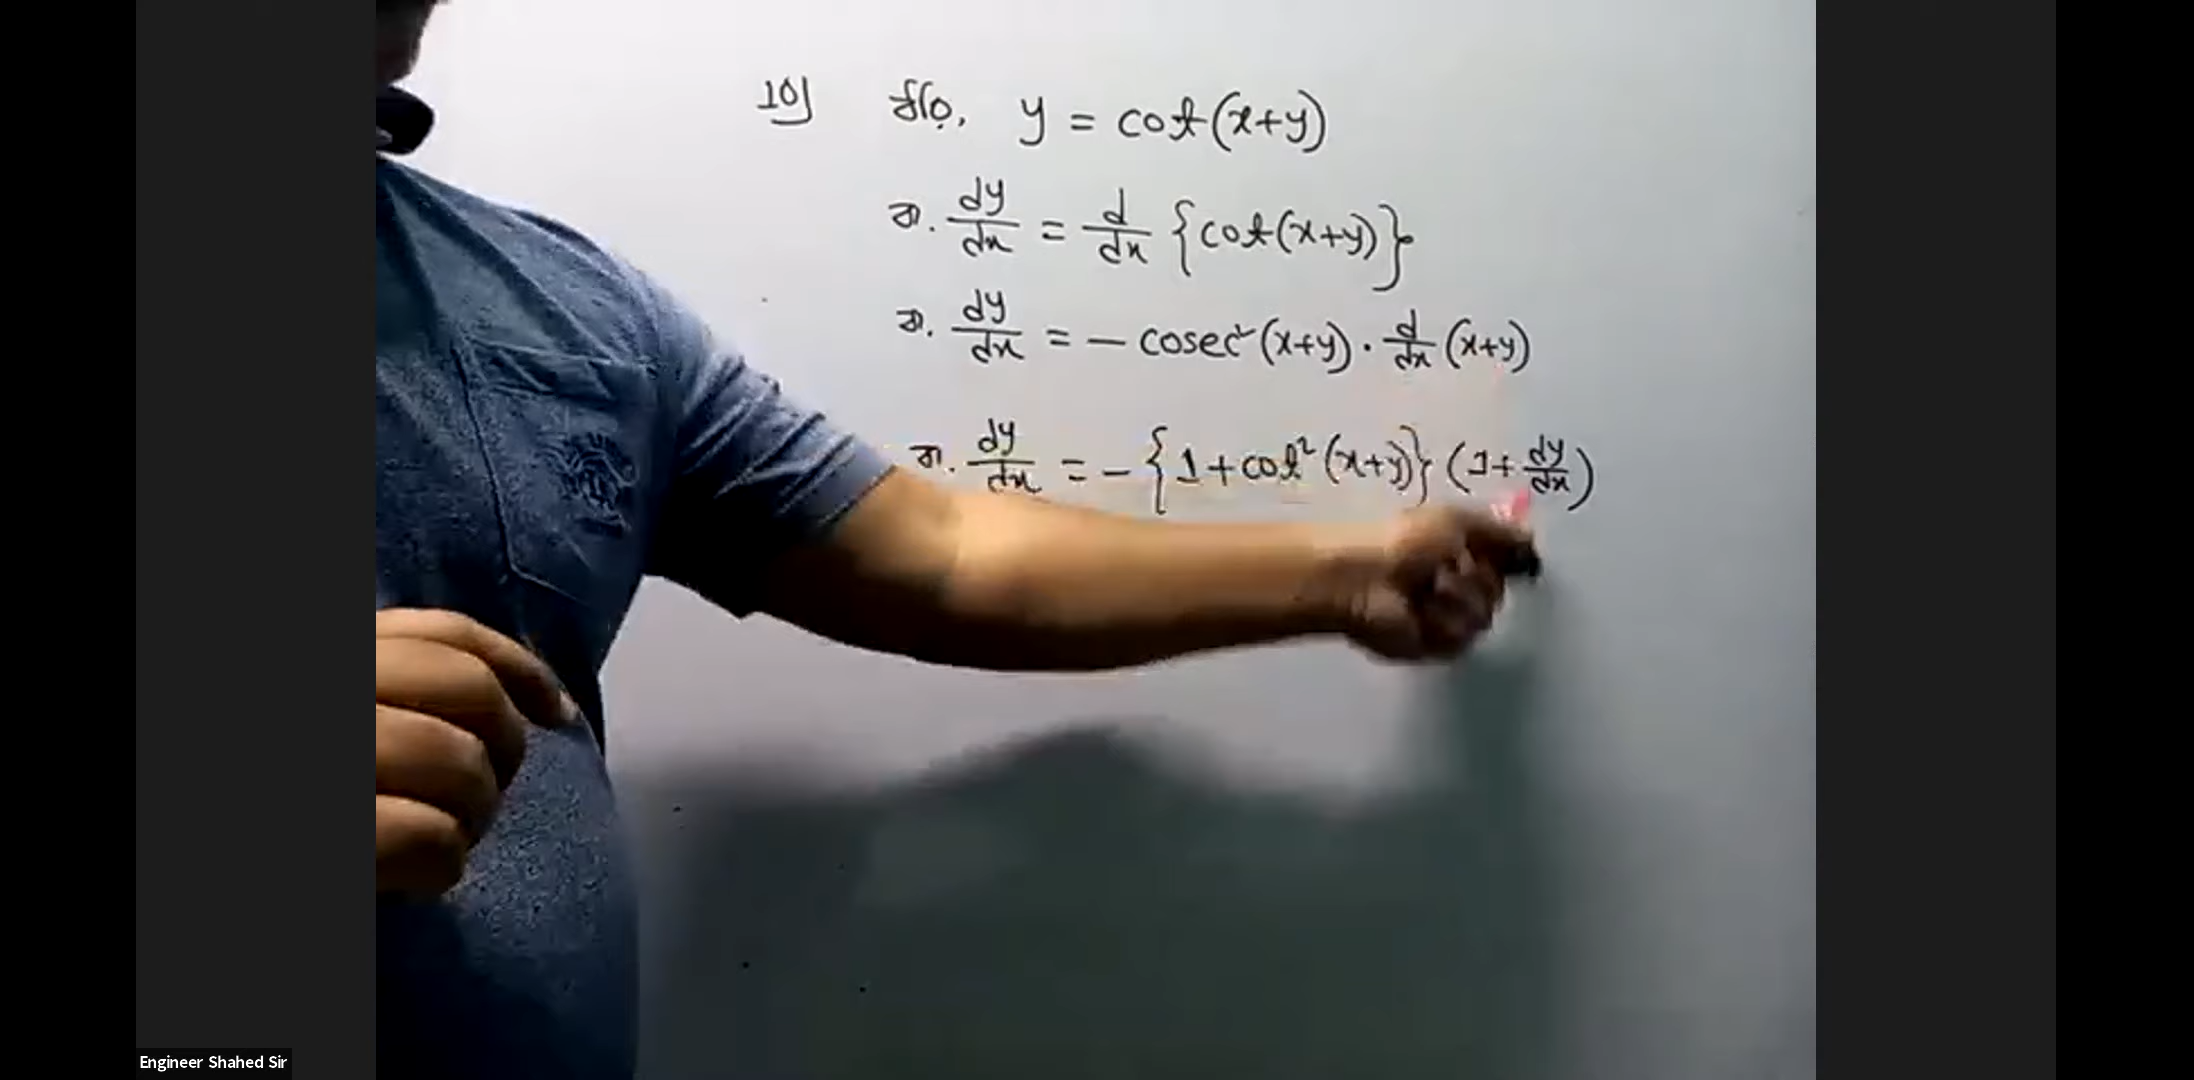 10) ধরি, y = cot(x+y)
বা. dy/dx = d/dx {cot(x+y)}
বা. dy/dx = - cosec²(x+y) · d/dx (x+y)
বা. dy/dx = - {1 + cot²(x+y)} (1 + dy/dx)
Engineer Shahed Sir